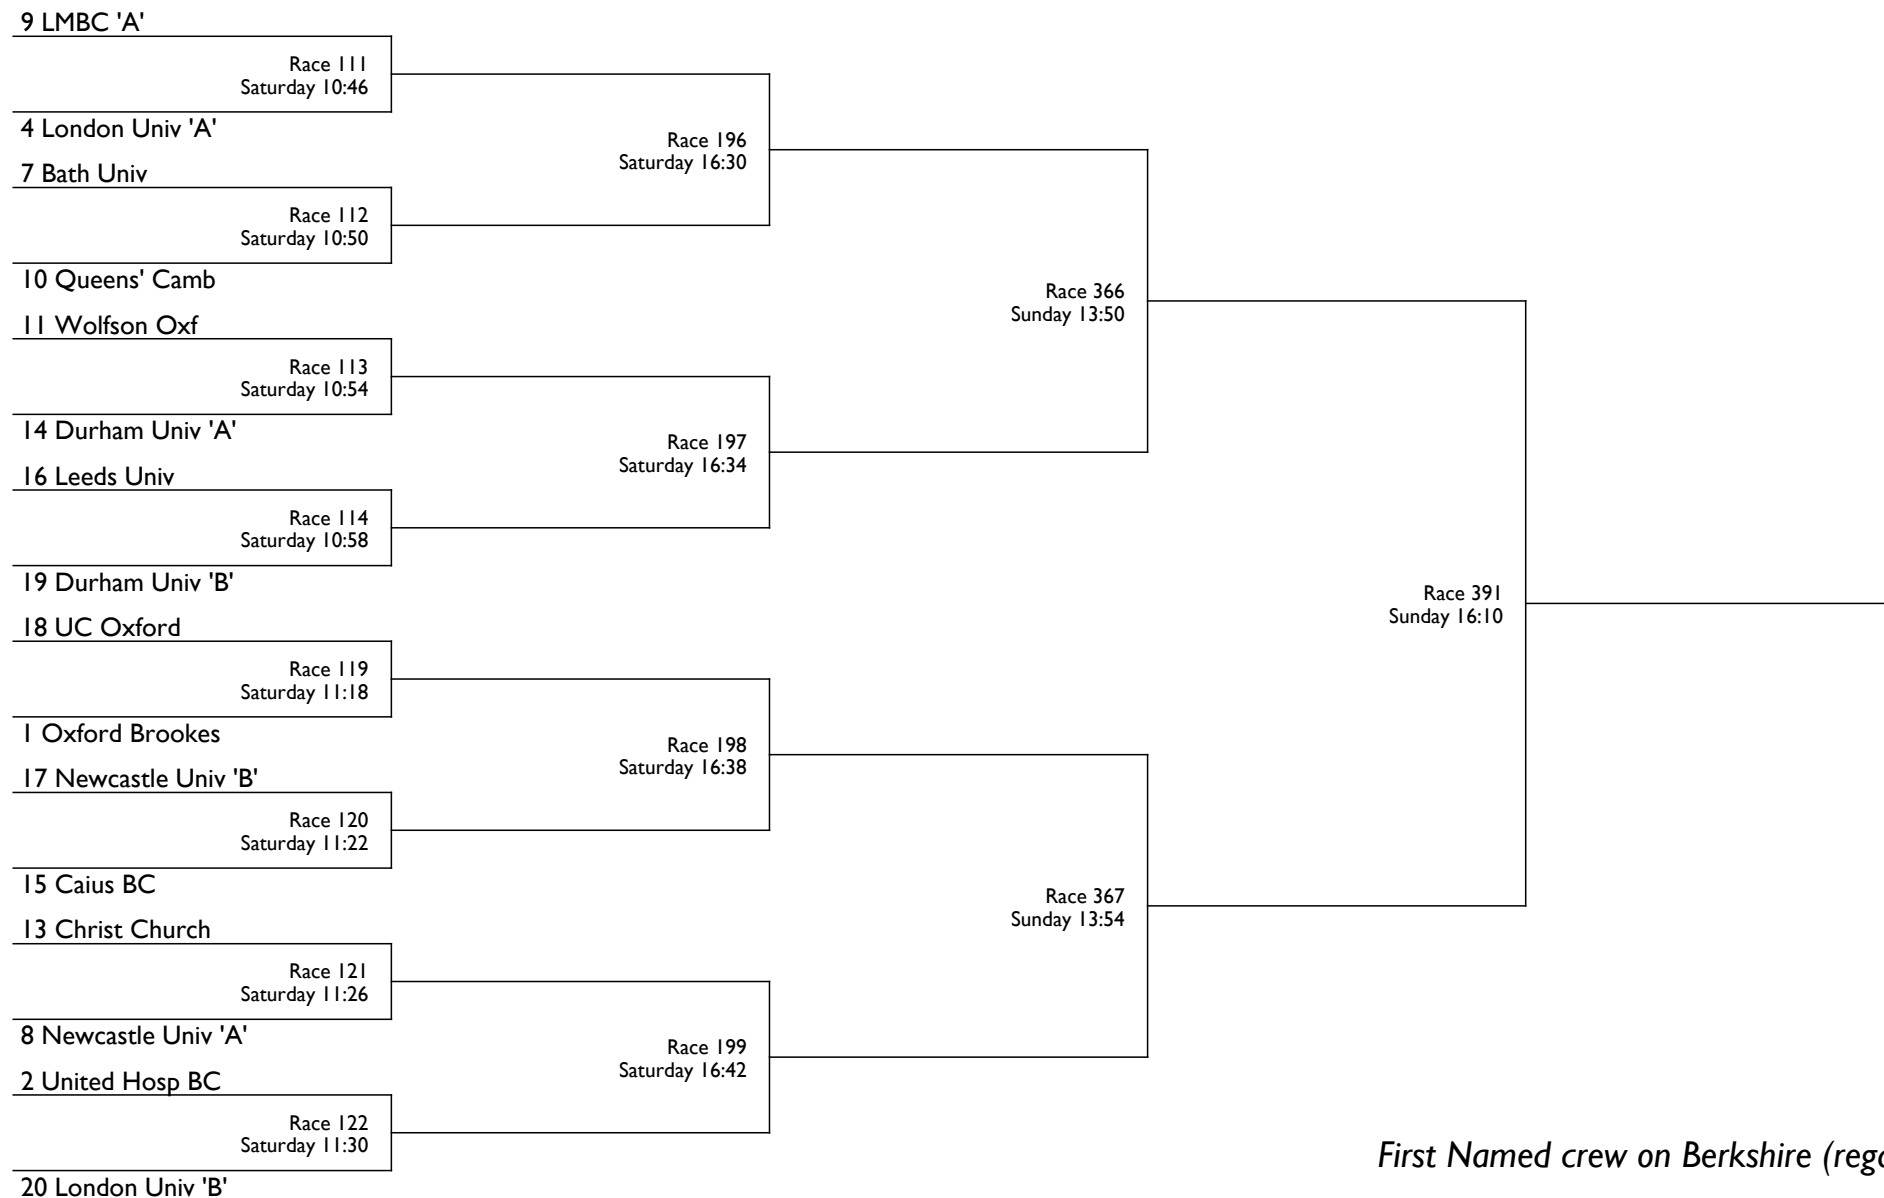 9 LMBC 'A'
Race 111
Saturday 10:46
4 London Univ 'A'
Race 196
Saturday 16:30
7 Bath Univ
Race 112
Saturday 10:50
10 Queens' Camb
Race 366
Sunday 13:50
11 Wolfson Oxf
Race 113
Saturday 10:54
14 Durham Univ 'A'
Race 197
Saturday 16:34
16 Leeds Univ
Race 114
Saturday 10:58
19 Durham Univ 'B'
Race 391
Sunday 16:10
18 UC Oxford
Race 119
Saturday 11:18
1 Oxford Brookes
Race 198
Saturday 16:38
17 Newcastle Univ 'B'
Race 120
Saturday 11:22
15 Caius BC
Race 367
Sunday 13:54
13 Christ Church
Race 121
Saturday 11:26
8 Newcastle Univ 'A'
Race 199
Saturday 16:42
2 United Hosp BC
Race 122
Saturday 11:30
20 London Univ 'B'
First Named crew on Berkshire